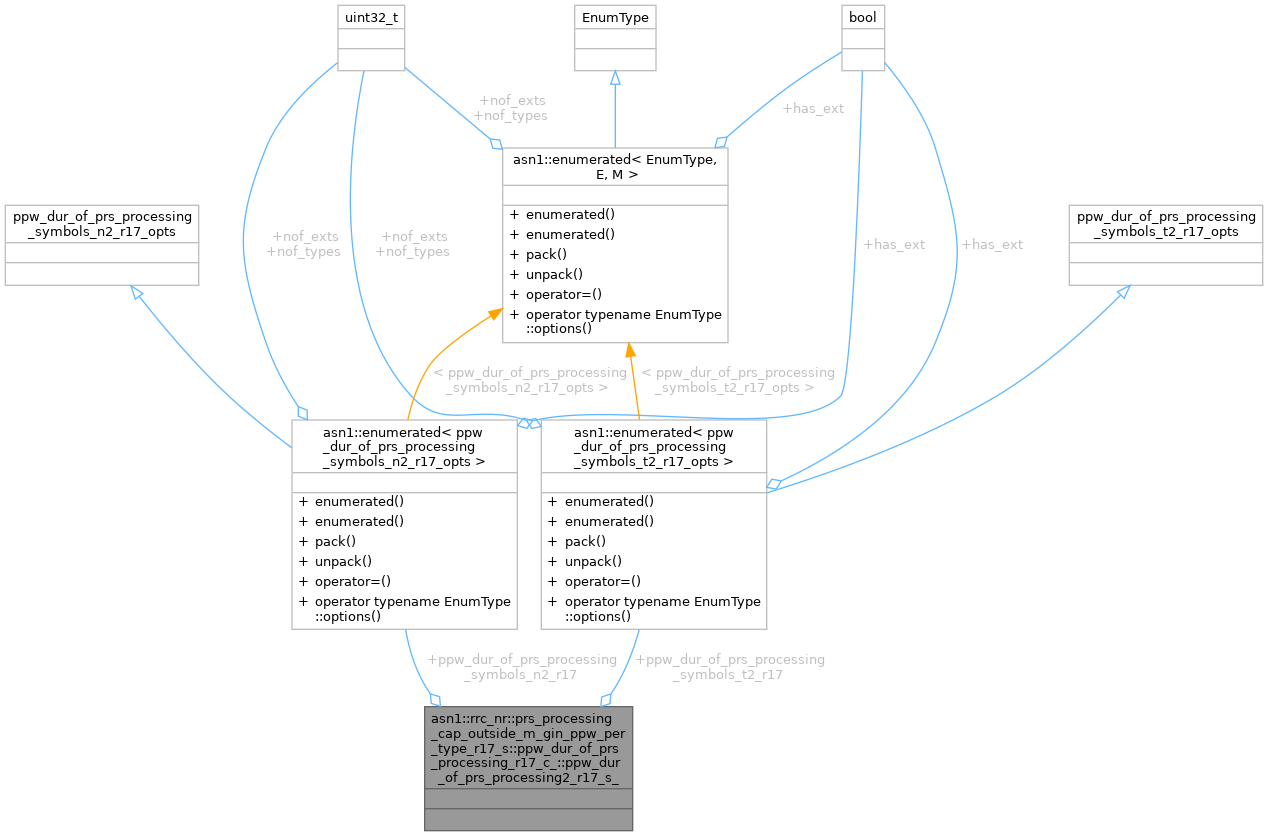 uint32_t
EnumType
bool
+nof_exts
+nof_types
+has_ext
asn1::enumerated< EnumType,
E, M >
+ enumerated()
+ enumerated()
+ pack()
+ unpack()
+ operator=()
+ operator typename EnumType
::options()
ppw_dur_of_prs_processing
_symbols_n2_r17_opts
+nof_exts
+nof_types
+nof_exts
+nof_types
+has_ext
+has_ext
ppw_dur_of_prs_processing
_symbols_t2_r17_opts
< ppw_dur_of_prs_processing
_symbols_n2_r17_opts >
< ppw_dur_of_prs_processing
_symbols_t2_r17_opts >
asn1::enumerated< ppw
_dur_of_prs_processing
_symbols_n2_r17_opts >
+ enumerated()
+ enumerated()
+ pack()
+ unpack()
+ operator=()
+ operator typename EnumType
::options()
asn1::enumerated< ppw
_dur_of_prs_processing
_symbols_t2_r17_opts >
+ enumerated()
+ enumerated()
+ pack()
+ unpack()
+ operator=()
+ operator typename EnumType
::options()
+ppw_dur_of_prs_processing
_symbols_n2_r17
+ppw_dur_of_prs_processing
_symbols_t2_r17
asn1::rrc_nr::prs_processing
_cap_outside_m_gin_ppw_per
_type_r17_s::ppw_dur_of_prs
_processing_r17_c_::ppw_dur
_of_prs_processing2_r17_s_